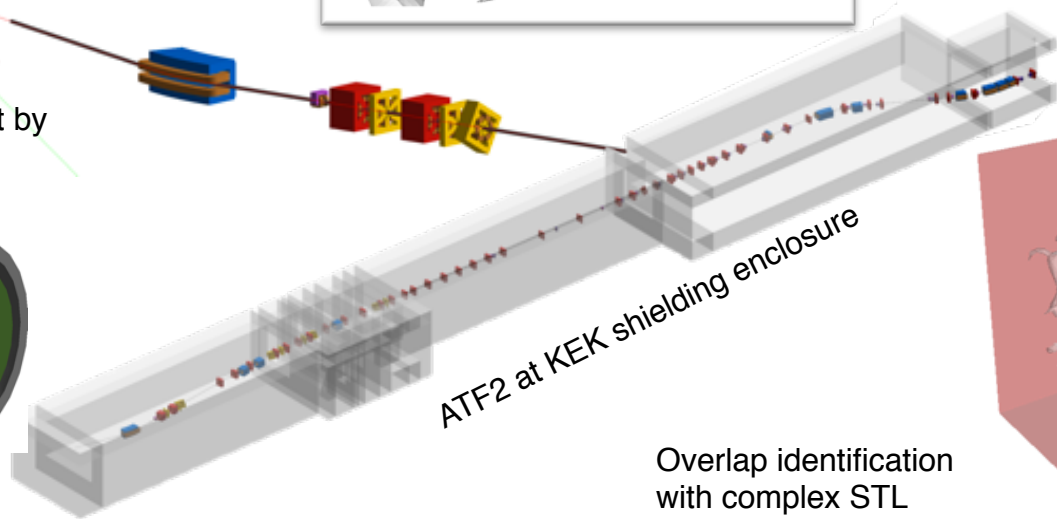 t by
ATF2 at KEK shielding enclosure
Overlap identification
with complex STL